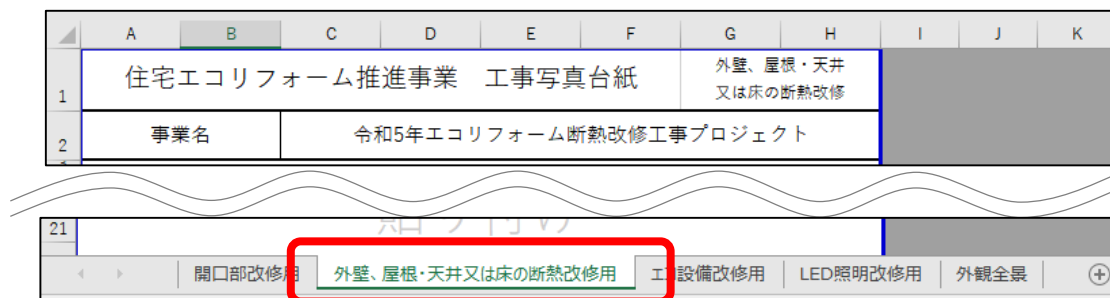 A B C D E F G H I J K
1 住宅エコリフォーム推進事業 工事写真台紙 外壁、屋根・天井
又は床の断熱改修
2 事業名 令和5年エコリフォーム断熱改修工事プロジェクト
21
開口部改修用 外壁、屋根・天井又は床の断熱改修用 エコ設備改修用 LED照明改修用 外観全景